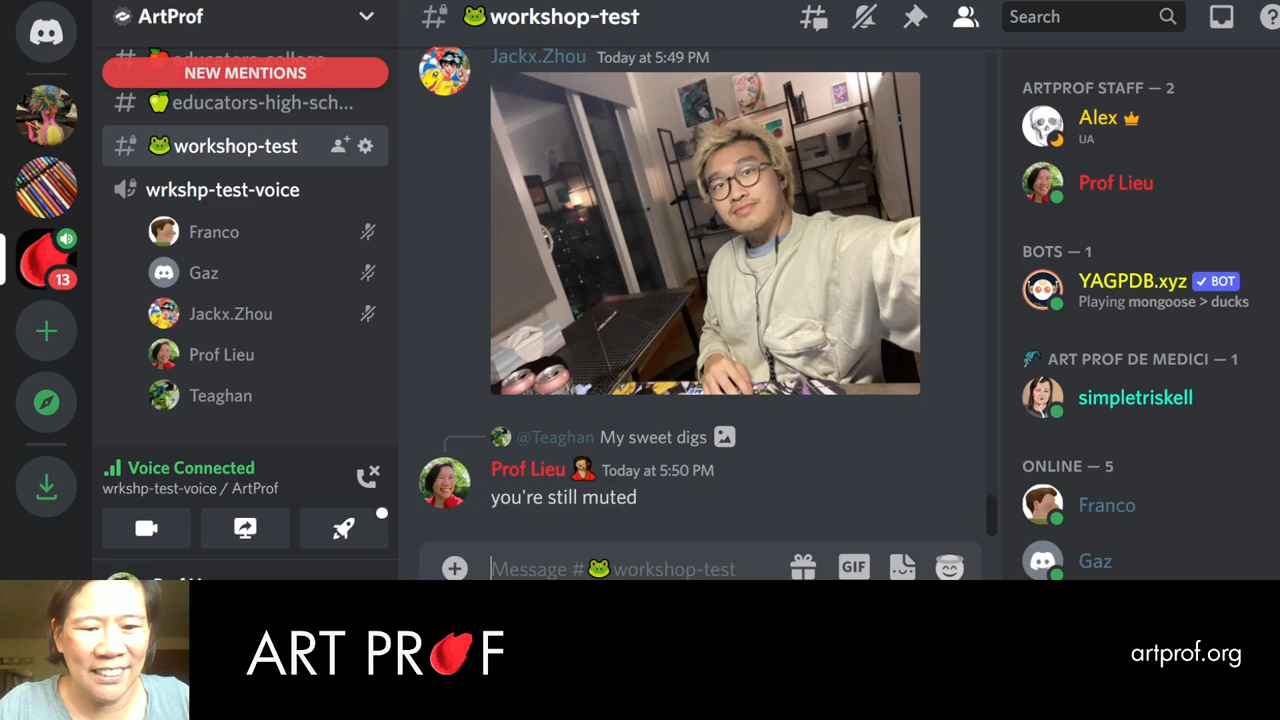 ArtProf
educators-college
NEW MENTIONS
educators-high-sch...
workshop-test
wrkshp-test-voice
Franco
Gaz
Jackx.Zhou
Prof Lieu
Teaghan
Voice Connected
wrkshp-test-voice / ArtProf
13
workshop-test
Jackx.Zhou Today at 5:49 PM
@Teaghan My sweet digs
Prof Lieu Today at 5:50 PM
you're still muted
Message # workshop-test
GIF
Search
ARTPROF STAFF — 2
Alex
UA
Prof Lieu
BOTS — 1
YAGPDB.xyz BOT
Playing mongoose > ducks
ART PROF DE MEDICI — 1
simpletriskell
ONLINE — 5
Franco
Gaz
ART PROF
artprof.org